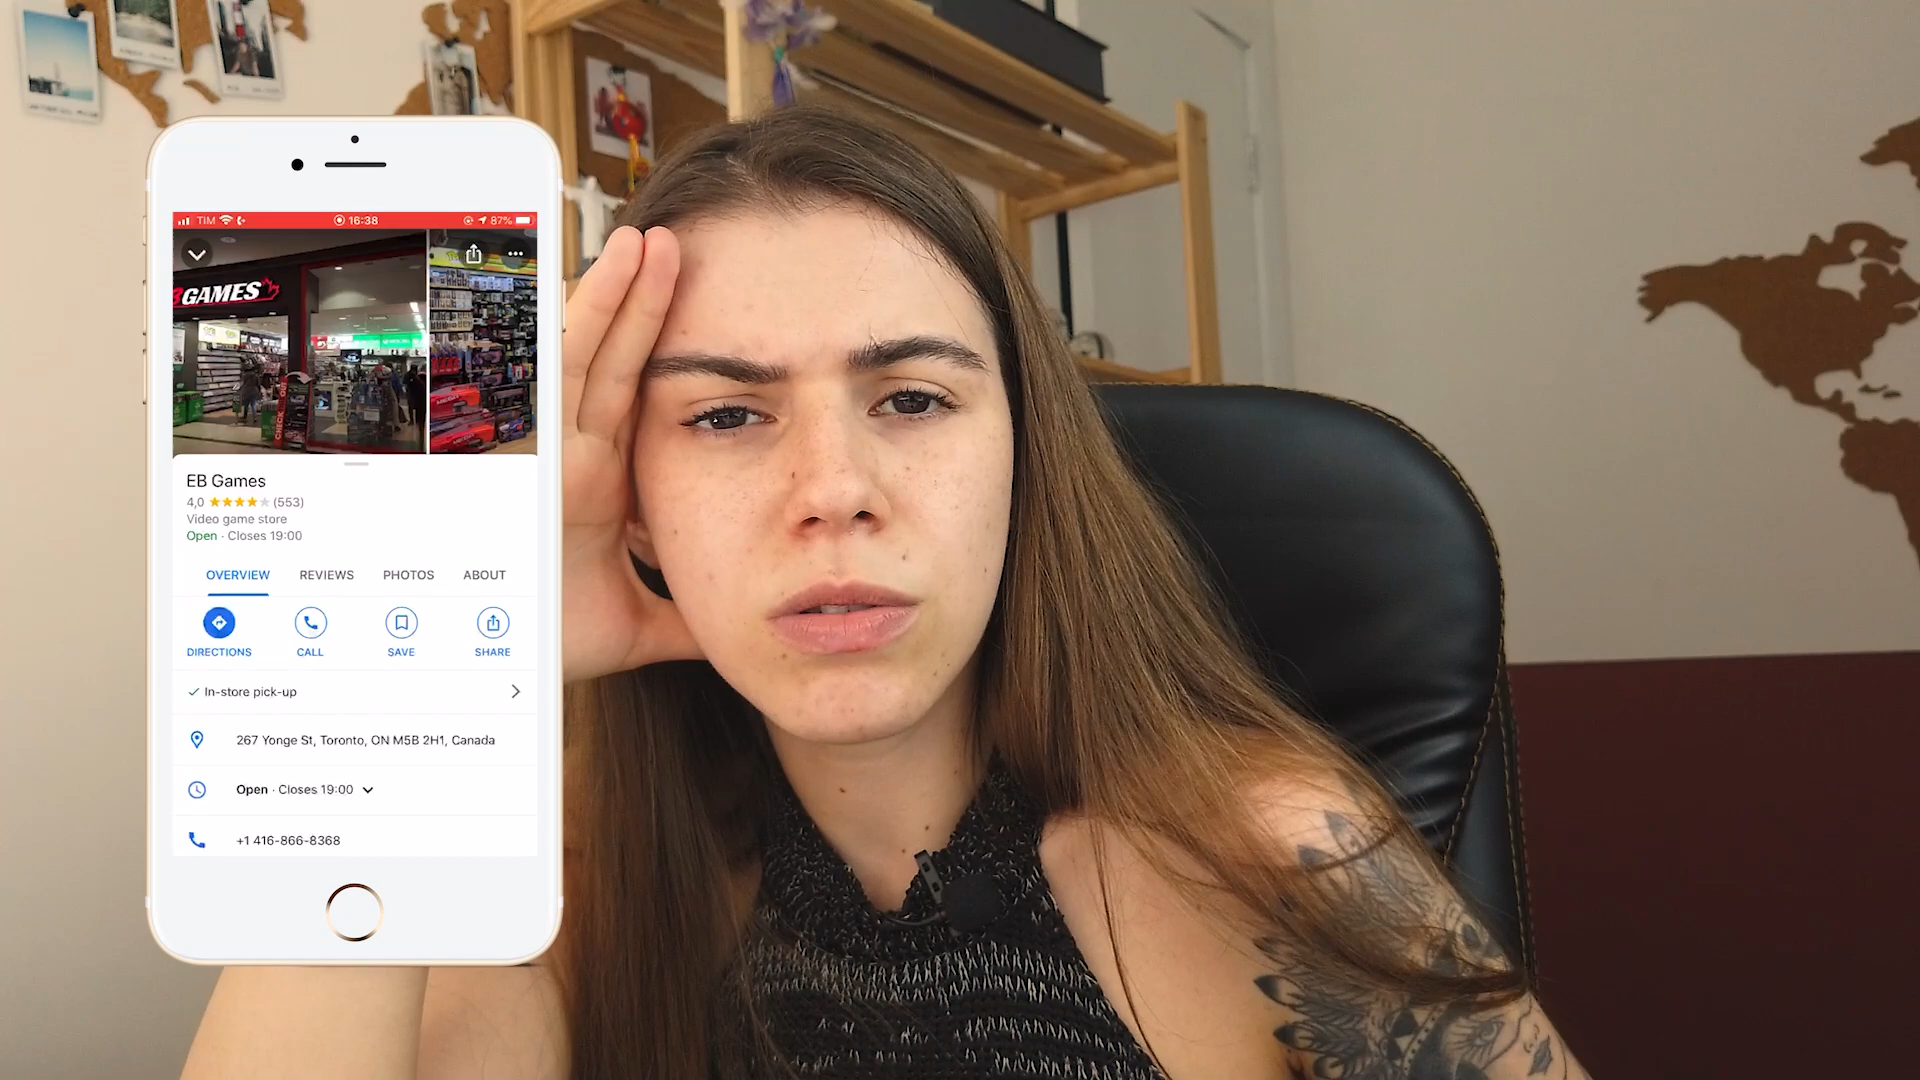 TIM 16:38 87%
GAMES
EB Games
4,0 (553)
Video game store
Open · Closes 19:00
OVERVIEW REVIEWS PHOTOS ABOUT
DIRECTIONS CALL SAVE SHARE
In-store pick-up
267 Yonge St, Toronto, ON M5B 2H1, Canada
Open · Closes 19:00
+1 416-866-8368